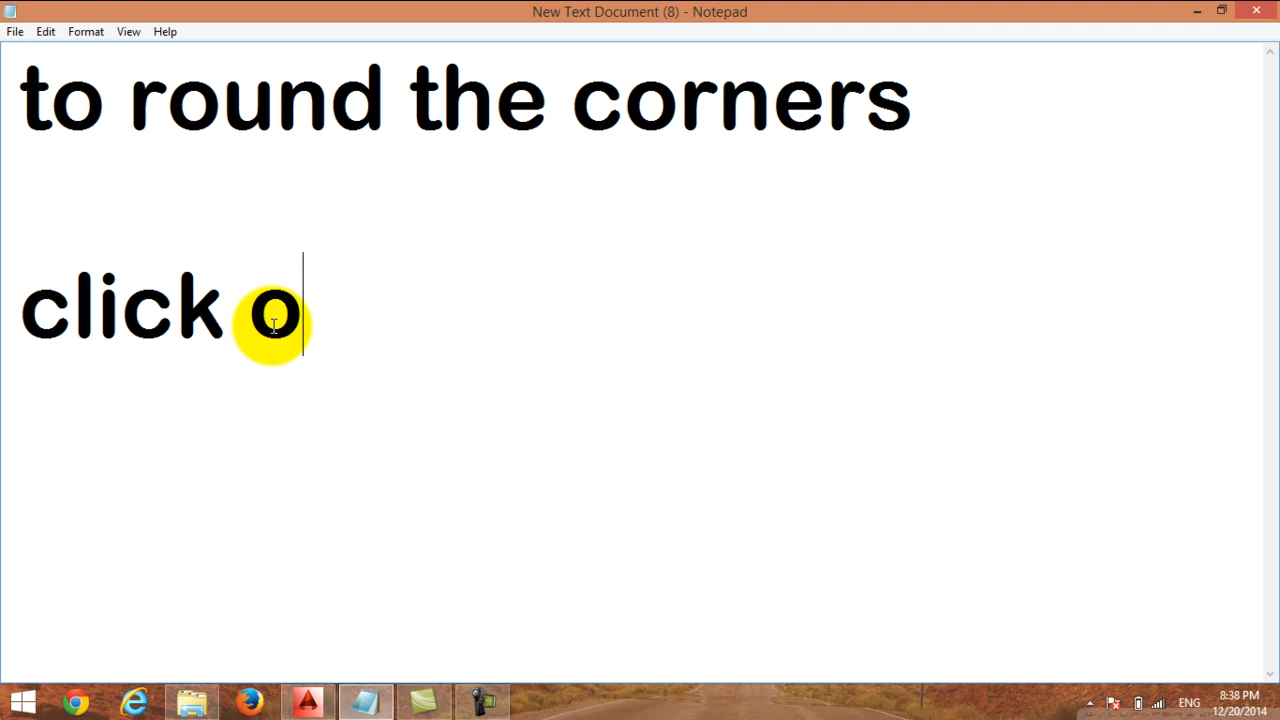 New Text Document (8) - Notepad
File Edit Format View Help
to round the corners
click o
ENG
8:38 PM
12/20/2014